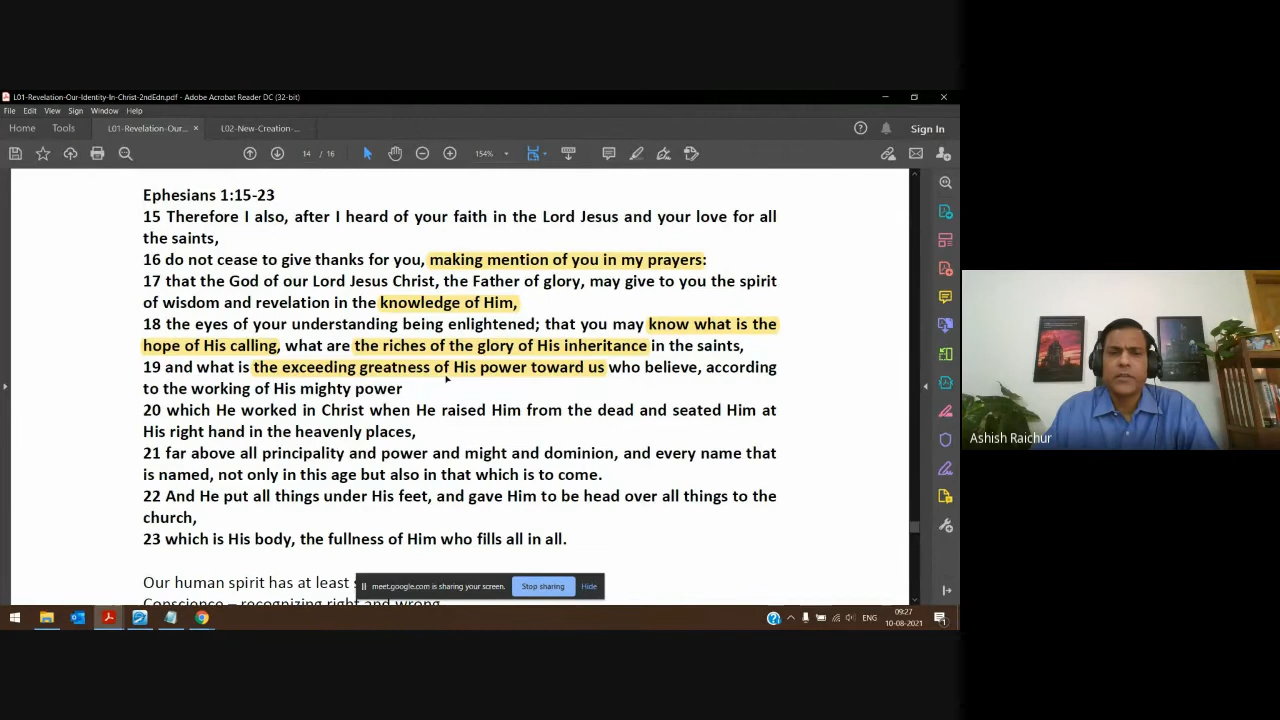 L01-Revelation-Our-Identity-In-Christ-2ndEdn.pdf - Adobe Acrobat Reader DC (32-bit)
File Edit View Sign Window Help
Home Tools L01-Revelation-Our... × L02-New-Creation-... Sign In
14 / 16 154%
Ephesians 1:15-23
15 Therefore I also, after I heard of your faith in the Lord Jesus and your love for all
the saints,
16 do not cease to give thanks for you, making mention of you in my prayers:
17 that the God of our Lord Jesus Christ, the Father of glory, may give to you the spirit
of wisdom and revelation in the knowledge of Him,
18 the eyes of your understanding being enlightened; that you may know what is the
hope of His calling, what are the riches of the glory of His inheritance in the saints,
19 and what is the exceeding greatness of His power toward us who believe, according
to the working of His mighty power
20 which He worked in Christ when He raised Him from the dead and seated Him at
His right hand in the heavenly places,
21 far above all principality and power and might and dominion, and every name that
is named, not only in this age but also in that which is to come.
22 And He put all things under His feet, and gave Him to be head over all things to the
church,
23 which is His body, the fullness of Him who fills all in all.
Our human spirit has at least
meet.google.com is sharing your screen. Stop sharing Hide
Conscience – recognizing right and wrong
ENG 09:27
10-08-2021
Ashish Raichur